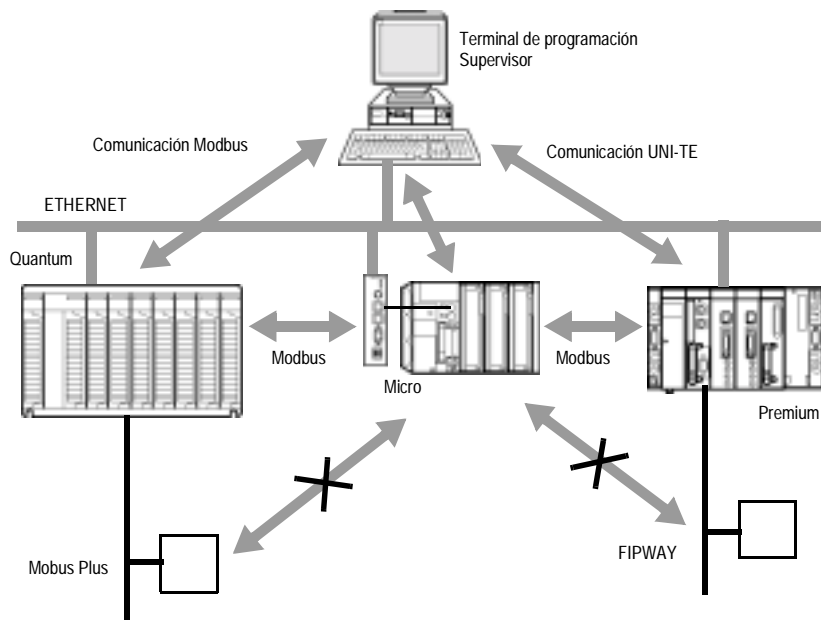 Terminal de programación
Supervisor
Comunicación Modbus
Comunicación UNI-TE
ETHERNET
Quantum
Modbus
Micro
Modbus
Premium
Mobus Plus
FIPWAY